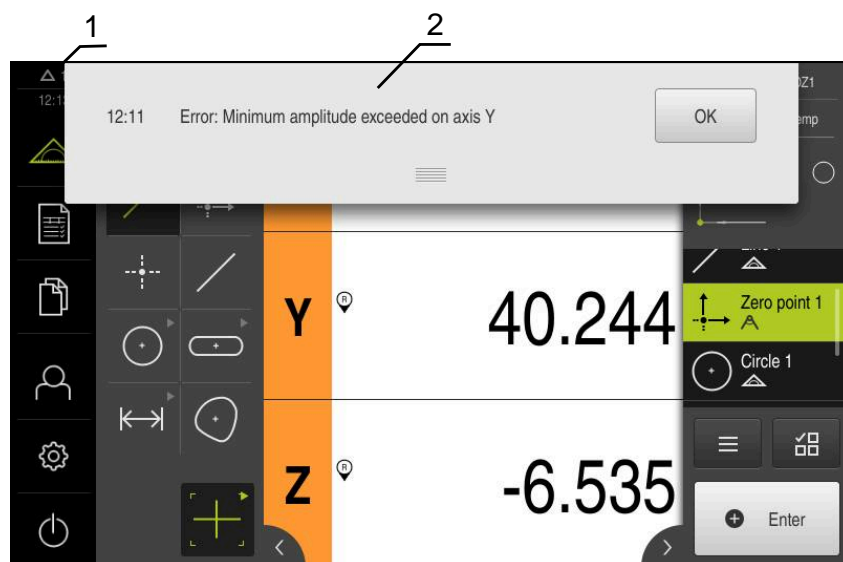 1
2
12:11 Error: Minimum amplitude exceeded on axis Y
OK
Y
R
40.244
Zero point 1
Circle 1
Z
R
-6.535
Enter